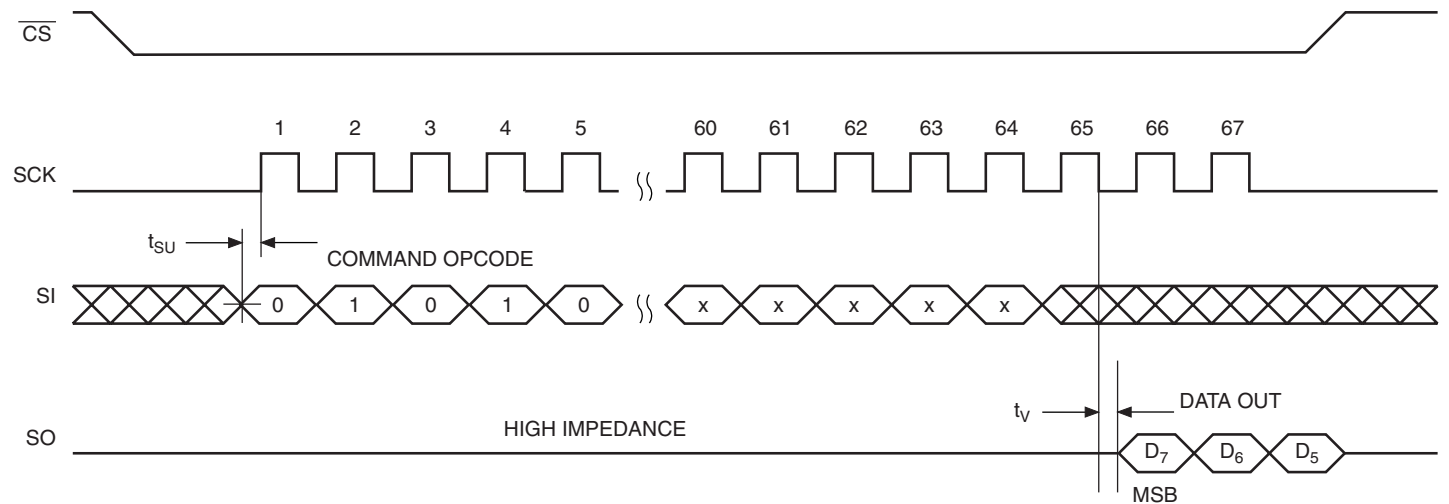 CS
1 2 3 4 5 60 61 62 63 64 65 66 67
SCK
tSU
COMMAND OPCODE
SI
0 1 0 1 0 x x x x x
tV
DATA OUT
HIGH IMPEDANCE
SO
D7 D6 D5
MSB